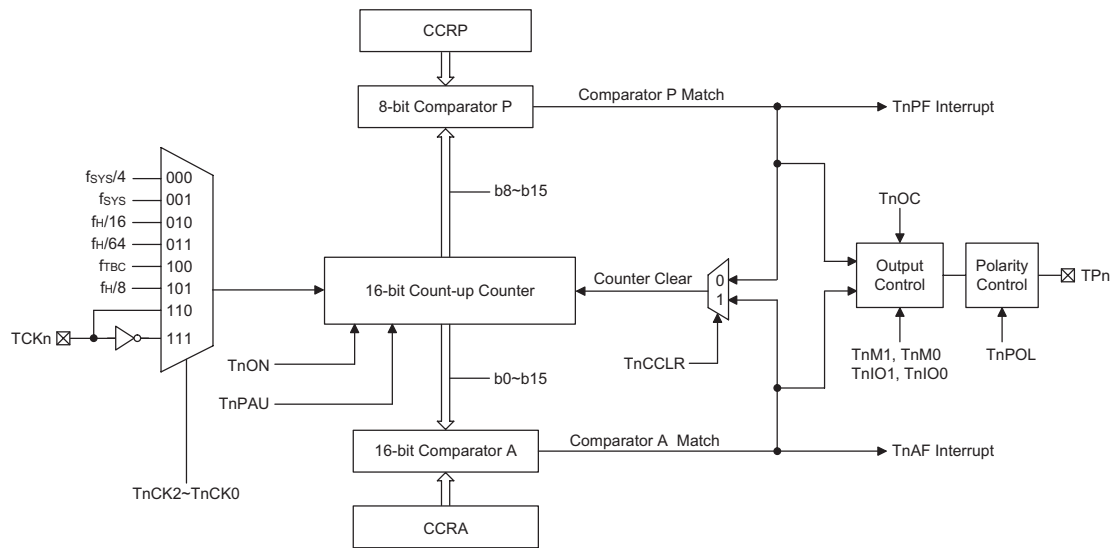 CCRP
8-bit Comparator P
Comparator P Match
TnPF Interrupt
b8~b15
fSYS/4
000
fSYS
001
fH/16
010
fH/64
011
fTBC
100
fH/8
101
110
111
TCKn
16-bit Count-up Counter
Counter Clear
0
1
TnOC
Output
Control
Polarity
Control
TPn
TnON
TnPAU
b0~b15
TnCCLR
TnM1, TnM0
TnIO1, TnIO0
TnPOL
16-bit Comparator A
Comparator A Match
TnAF Interrupt
TnCK2~TnCK0
CCRA